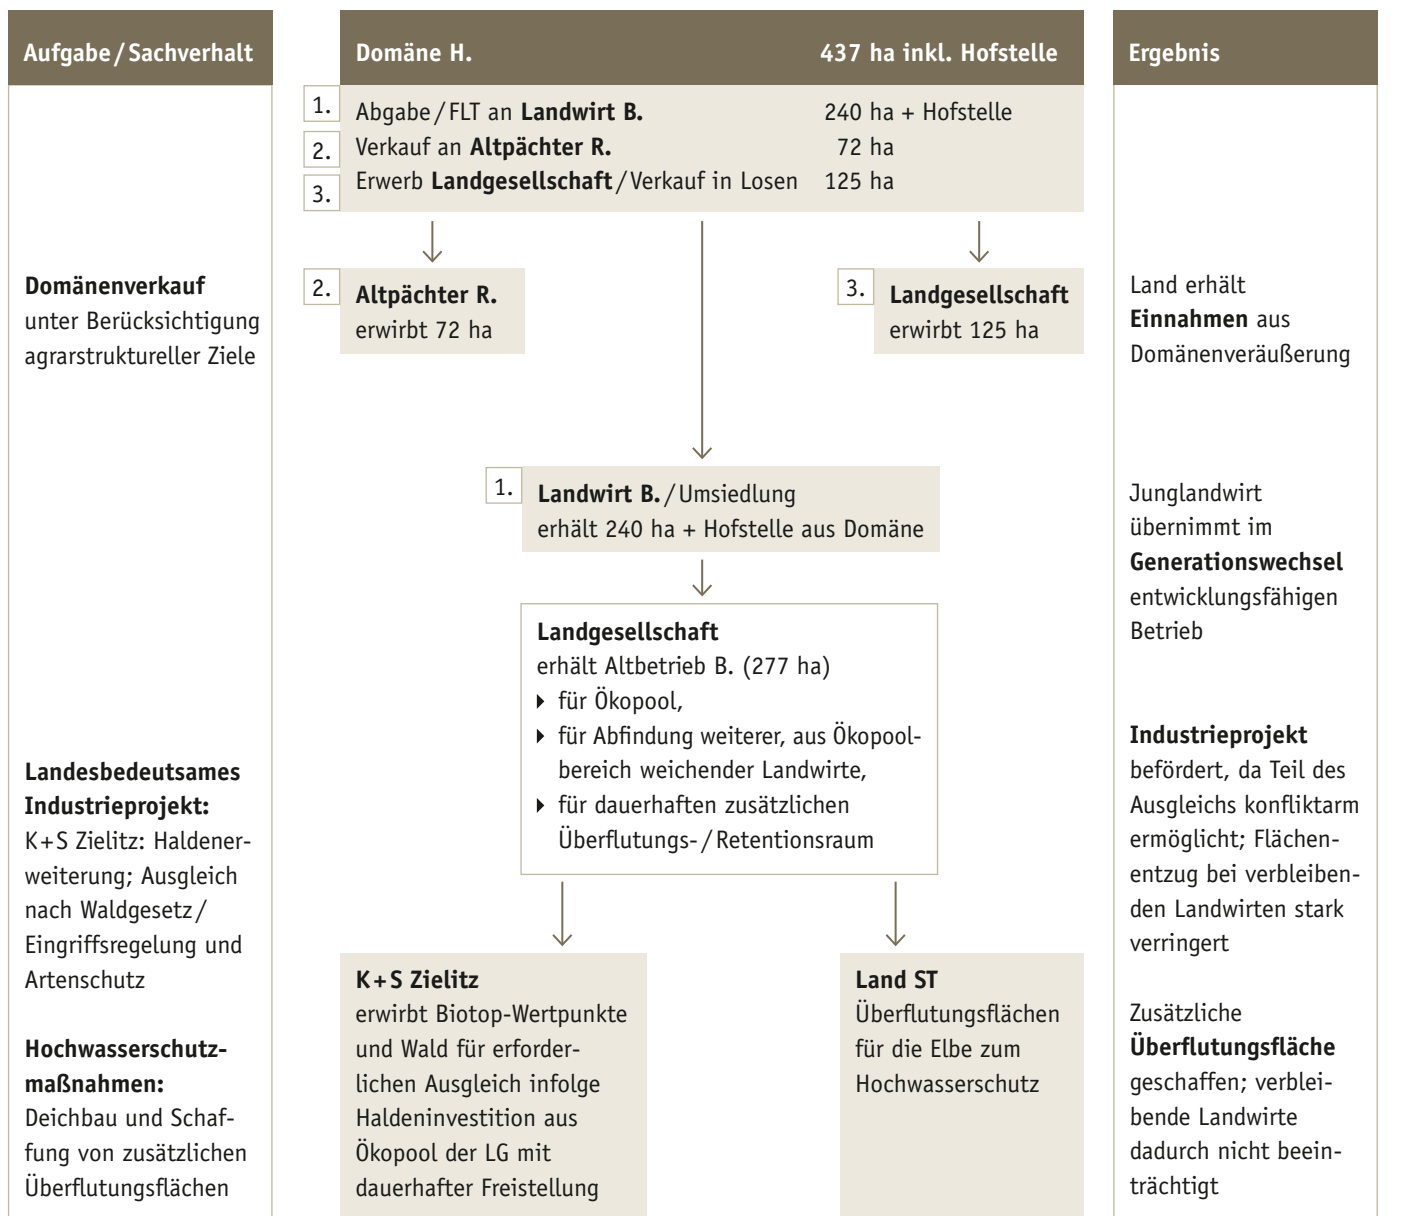 Aufgabe/Sachverhalt
Domänenverkauf
unter Berücksichtigung
agrarstruktureller Ziele
Landesbedeutsames
Industrieprojekt:
K+S Zielitz: Haldener-
weiterung; Ausgleich
nach Waldgesetz/
Eingriffsregelung und
Artenschutz
Hochwasserschutz-
maßnahmen:
Deichbau und Schaf-
fung von zusätzlichen
Überflutungsflächen
Domäne H. 437 ha inkl. Hofstelle
1. Abgabe/FLT an Landwirt B. 240 ha + Hofstelle
2. Verkauf an Altpächter R. 72 ha
3. Erwerb Landgesellschaft/Verkauf in Losen 125 ha
2. Altpächter R.
erwirbt 72 ha
3. Landgesellschaft
erwirbt 125 ha
1. Landwirt B./Umsiedlung
erhält 240 ha + Hofstelle aus Domäne
Landgesellschaft
erhält Altbetrieb B. (277 ha)
▸ für Ökopool,
▸ für Abfindung weiterer, aus Ökopool-
bereich weichender Landwirte,
▸ für dauerhaften zusätzlichen
Überflutungs-/Retentionsraum
K+S Zielitz
erwirbt Biotop-Wertpunkte
und Wald für erforder-
lichen Ausgleich infolge
Haldeninvestition aus
Ökopool der LG mit
dauerhafter Freistellung
Land ST
Überflutungsflächen
für die Elbe zum
Hochwasserschutz
Ergebnis
Land erhält
Einnahmen aus
Domänenveräußerung
Junglandwirt
übernimmt im
Generationswechsel
entwicklungsfähigen
Betrieb
Industrieprojekt
befördert, da Teil des
Ausgleichs konfliktarm
ermöglicht; Flächen-
entzug bei verbleiben-
den Landwirten stark
verringert
Zusätzliche
Überflutungsfläche
geschaffen; verblei-
bende Landwirte
dadurch nicht beein-
trächtigt